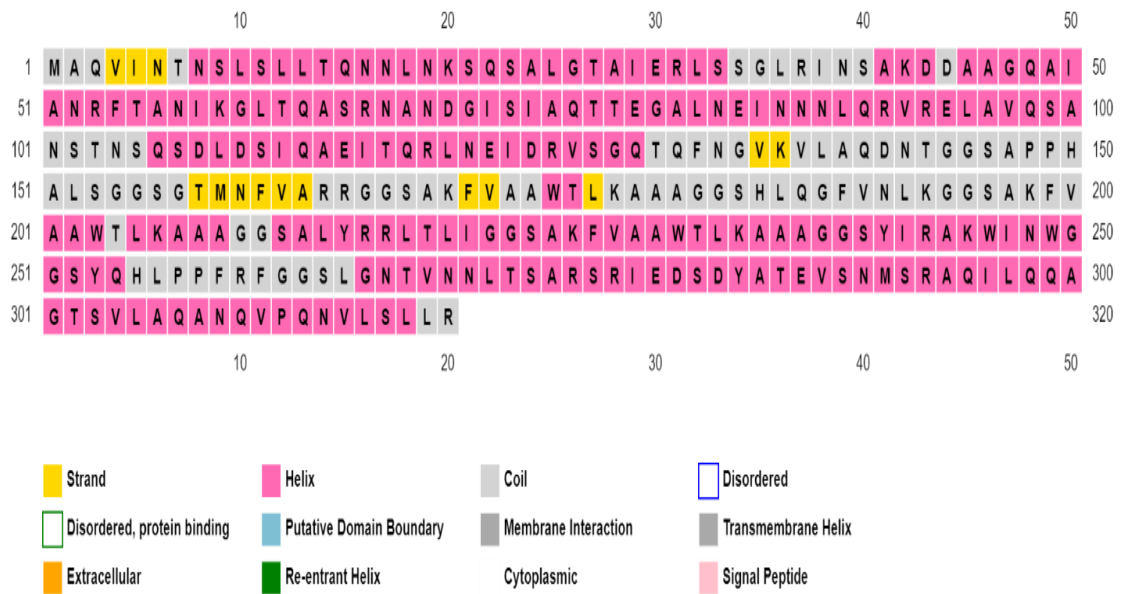 10 20 30 40 50
1 M A Q V I N T N S L S L L T Q N N L N K S Q S A L G T A I E R L S S G L R I N S A K D D A A G Q A I 50
51 A N R F T A N I K G L T Q A S R N A N D G I S I A Q T T E G A L N E I N N N L Q R V R E L A V Q S A 100
101 N S T N S Q S D L D S I Q A E I T Q R L N E I D R V S G Q T Q F N G V K V L A Q D N T G G S A P P H 150
151 A L S G G S G T M N F V A R R G G S A K F V A A W T L K A A A G G S H L Q G F V N L K G G S A K F V 200
201 A A W T L K A A A G G S A L Y R R L T L I G G S A K F V A A W T L K A A A G G S Y I R A K W I N W G 250
251 G S Y Q H L P P F R F G G S L G N T V N N L T S A R S R I E D S D Y A T E V S N M S R A Q I L Q Q A 300
301 G T S V L A Q A N Q V P Q N V L S L L R 320
10 20 30 40 50
Strand Helix Coil Disordered
Disordered, protein binding Putative Domain Boundary Membrane Interaction Transmembrane Helix
Extracellular Re-entrant Helix Cytoplasmic Signal Peptide